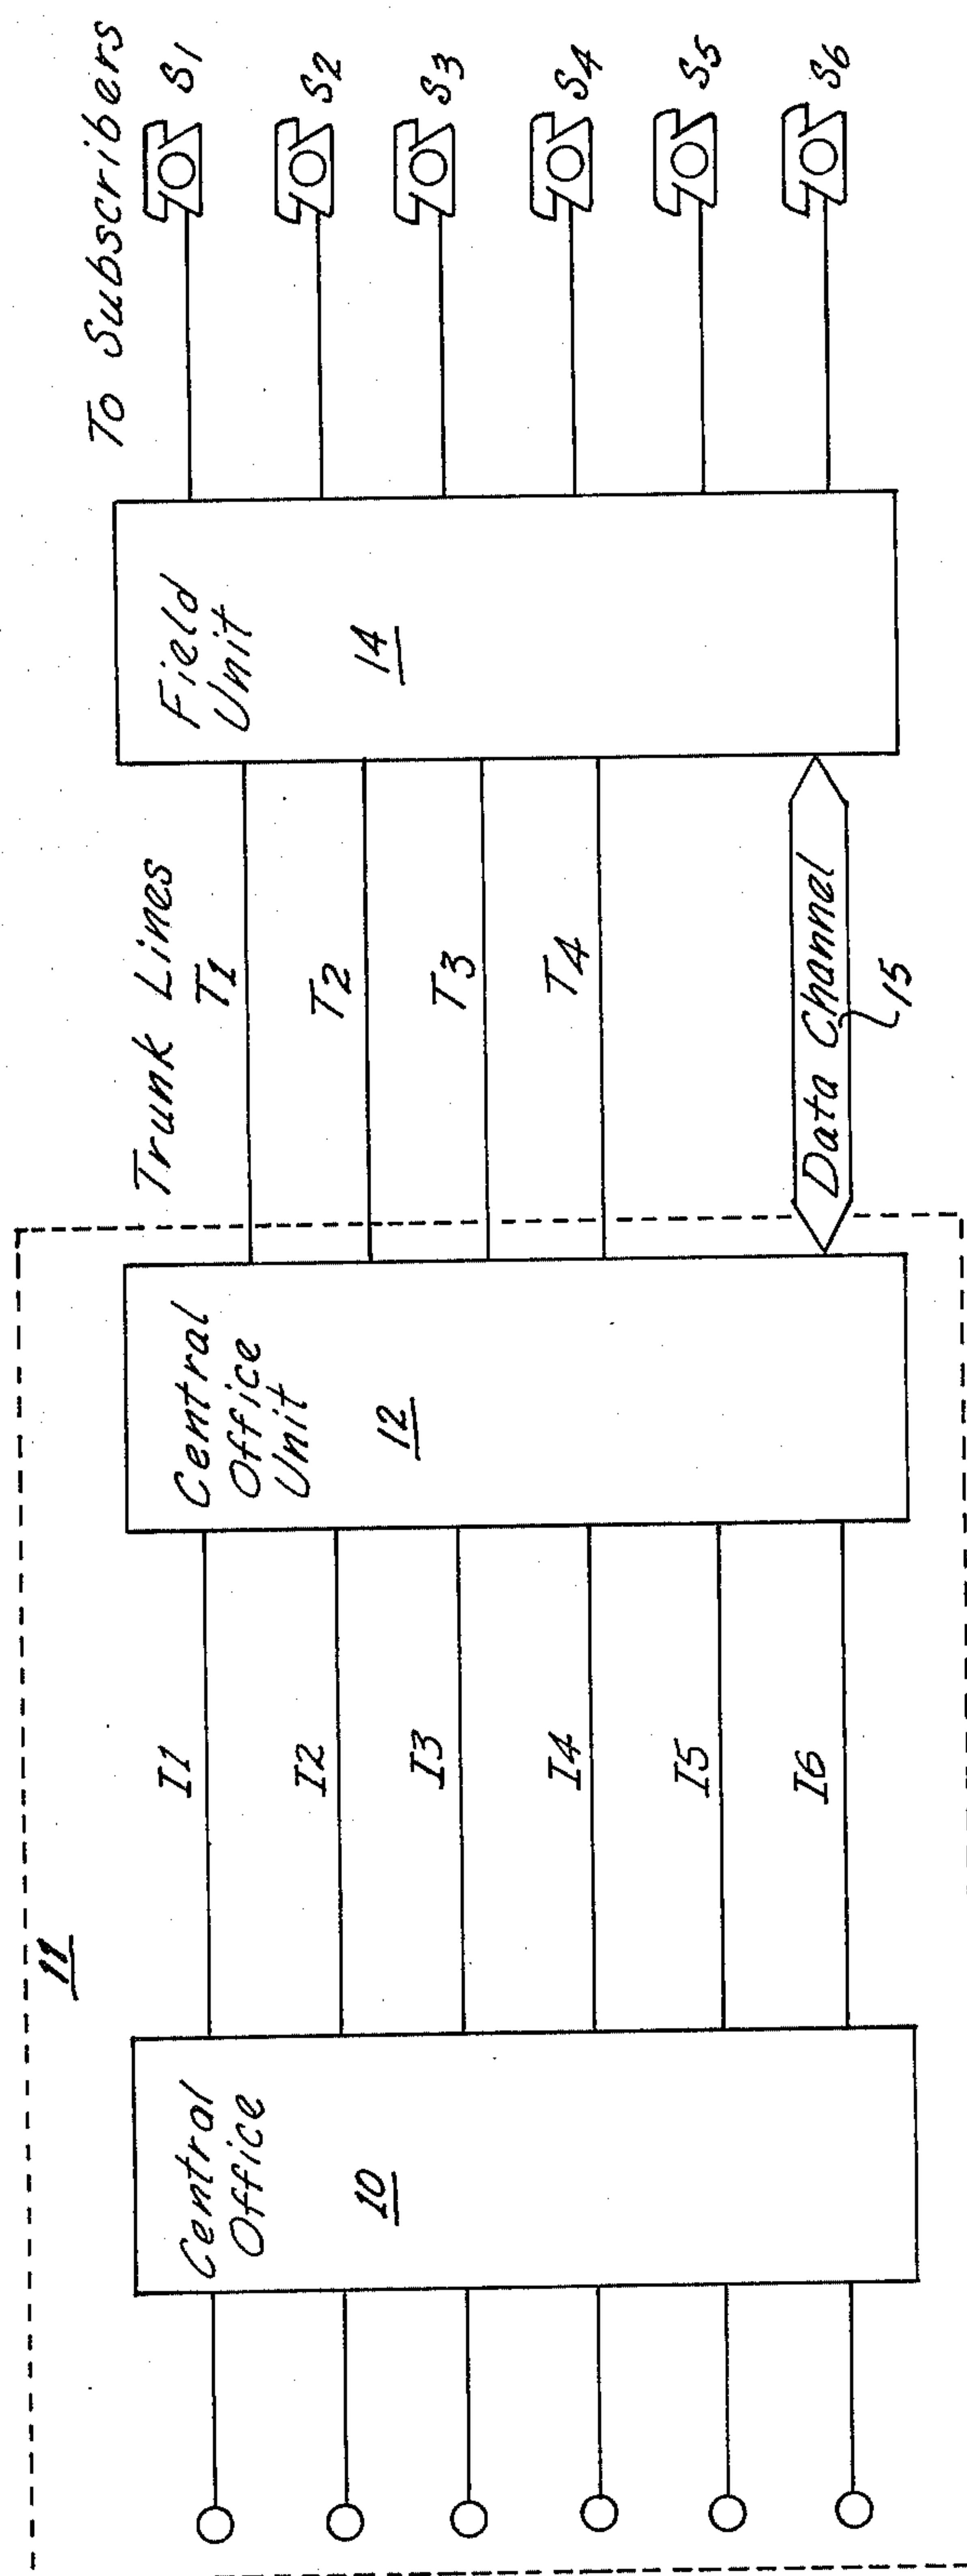 11
Central
Office
10
I1
I2
I3
I4
I5
I6
Central
Office
Unit
12
Trunk Lines
T1
T2
T3
T4
Data Channel
15
Field
Unit
14
To Subscribers
S1
S2
S3
S4
S5
S6